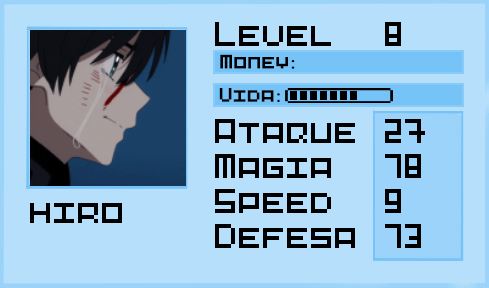 LEVEL 8
MONEY:
VIDA:
ATAQUE 27
MAGIA 78
SPEED 9
DEFESA 73
HIRO